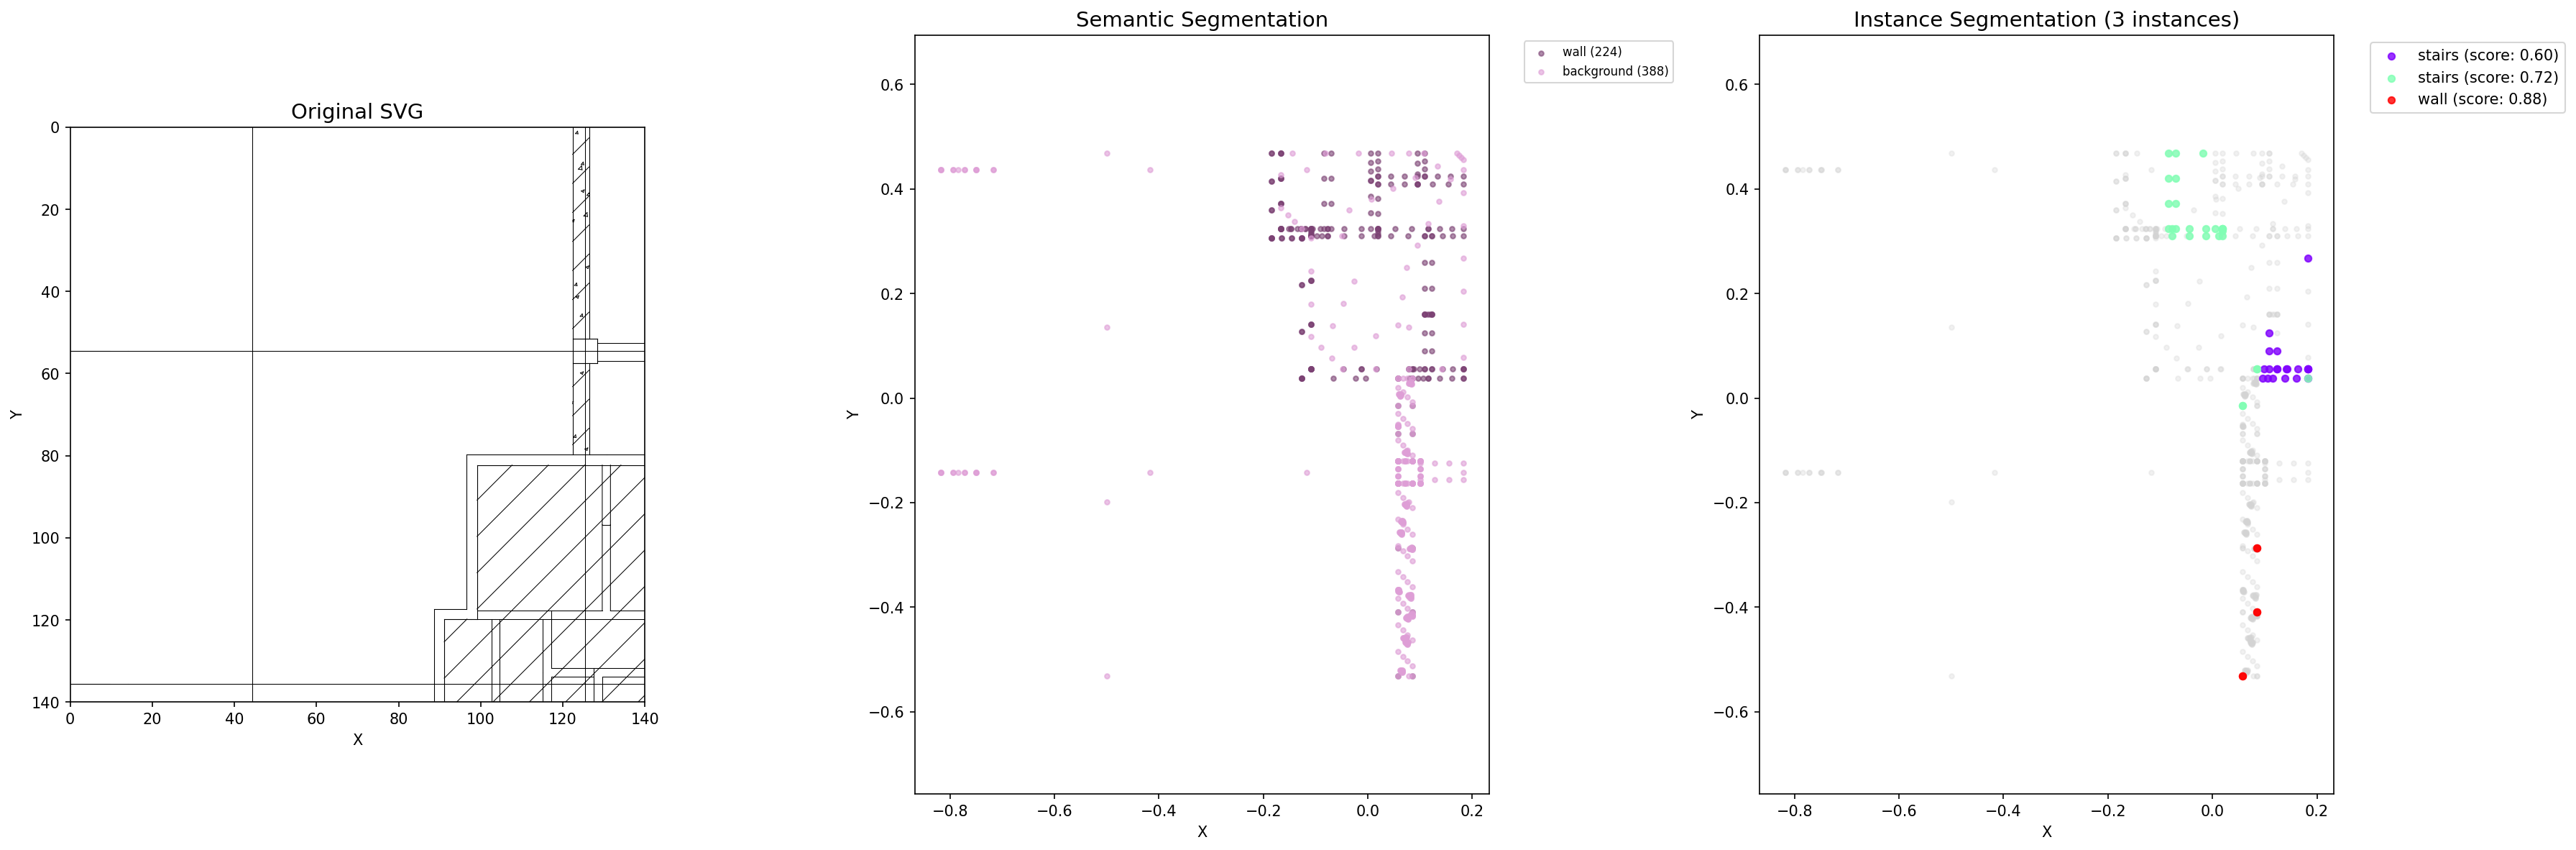 Original SVG
0
20
40
60
80
100
120
140
Y
0 20 40 60 80 100 120 140
X
Semantic Segmentation
0.6
0.4
0.2
0.0
−0.2
−0.4
−0.6
Y
−0.8 −0.6 −0.4 −0.2 0.0 0.2
X
wall (224)
background (388)
Instance Segmentation (3 instances)
0.6
0.4
0.2
0.0
−0.2
−0.4
−0.6
Y
−0.8 −0.6 −0.4 −0.2 0.0 0.2
X
stairs (score: 0.60)
stairs (score: 0.72)
wall (score: 0.88)